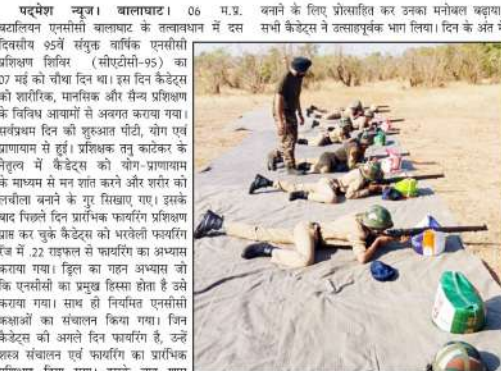 पद्मेश न्यूज। बालाघाट। 06 म.प्र.
बटालियन एनसीसी बालाघाट के तत्वावधान में दस
दिवसीय 95वें संयुक्त वार्षिक एनसीसी
प्रशिक्षण शिविर (सीएटीसी-95) का
07 मई को चौथा दिन था। इस दिन कैडेट्स
को शारीरिक, मानसिक और सैन्य प्रशिक्षण
के विविध आयामों से अवगत कराया गया।
सर्वप्रथम दिन की शुरुआत पीटी, योग एवं
प्राणायाम से हुई। प्रशिक्षक तनु काटेकर के
नेतृत्व में कैडेट्स को योग-प्राणायाम
के माध्यम से मन शांत करने और शरीर को
लचीला बनाने के गुर सिखाए गए। इसके
बाद पिछले दिन प्रारंभिक फायरिंग प्रशिक्षण
प्राप्त कर चुके कैडेट्स को भरवेली फायरिंग
रेंज में .22 राइफल से फायरिंग का अभ्यास
कराया गया। ड्रिल का गहन अभ्यास जो
कि एनसीसी का प्रमुख हिस्सा होता है उसे
कराया गया। साथ ही नियमित एनसीसी
कक्षाओं का संचालन किया गया। जिन
कैडेट्स की अगले दिन फायरिंग है, उन्हें
शस्त्र संचालन एवं फायरिंग का प्रारंभिक
बनाने के लिए प्रोत्साहित कर उनका मनोबल बढ़ाया
सभी कैडेट्स ने उत्साहपूर्वक भाग लिया। दिन के अंत में